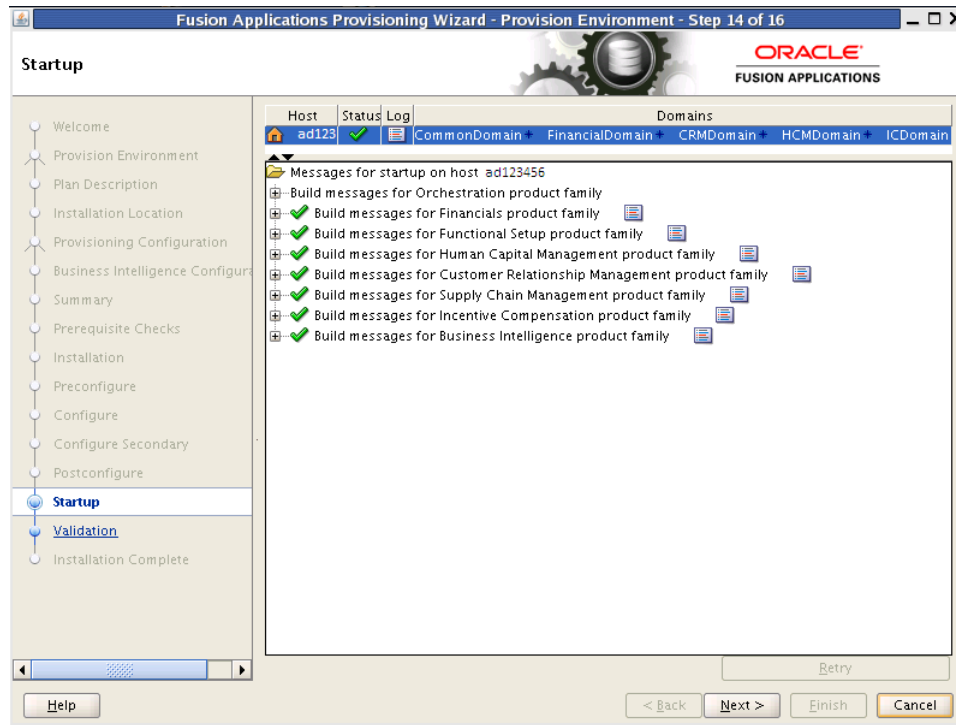 Fusion Applications Provisioning Wizard - Provision Environment - Step 14 of 16
Startup
ORACLE
FUSION APPLICATIONS
Welcome
Provision Environment
Plan Description
Installation Location
Provisioning Configuration
Business Intelligence Configura
Summary
Prerequisite Checks
Installation
Preconfigure
Configure
Configure Secondary
Postconfigure
Startup
Validation
Installation Complete
Host Status Log Domains
ad123 CommonDomain+ FinancialDomain+ CRMDomain+ HCMDomain+ ICDomain
Messages for startup on host ad123456
Build messages for Orchestration product family
Build messages for Financials product family
Build messages for Functional Setup product family
Build messages for Human Capital Management product family
Build messages for Customer Relationship Management product family
Build messages for Supply Chain Management product family
Build messages for Incentive Compensation product family
Build messages for Business Intelligence product family
Retry
Help < Back Next > Finish Cancel